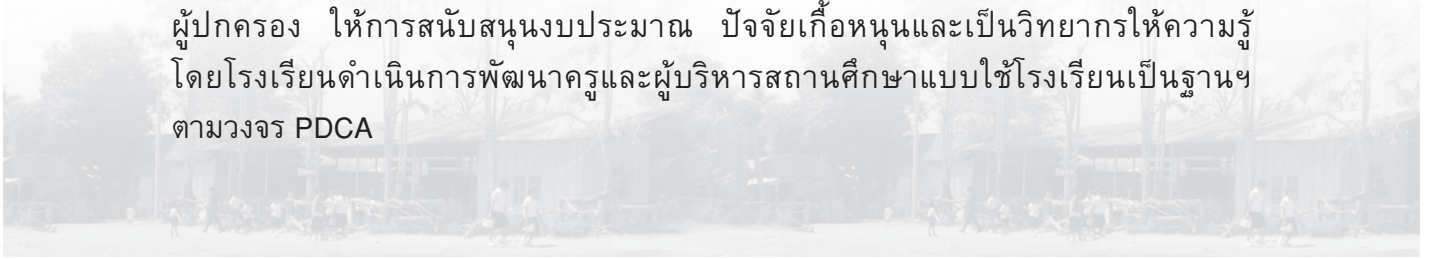 ผู้ปกครอง ให้การสนับสนุนงบประมาณ ปัจจัยเกื้อหนุนและเป็นวิทยากรให้ความรู้
โดยโรงเรียนดำเนินการพัฒนาครูและผู้บริหารสถานศึกษาแบบใช้โรงเรียนเป็นฐานฯ
ตามวงจร PDCA